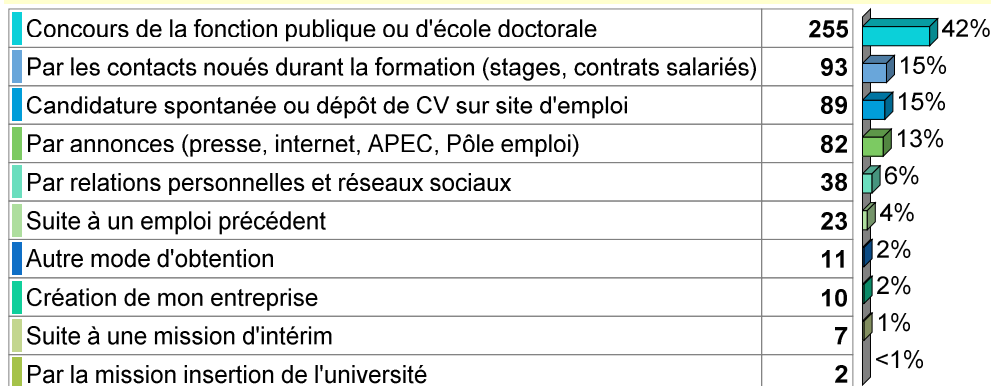 Concours de la fonction publique ou d'école doctorale 255 42%
Par les contacts noués durant la formation (stages, contrats salariés) 93 15%
Candidature spontanée ou dépôt de CV sur site d'emploi 89 15%
Par annonces (presse, internet, APEC, Pôle emploi) 82 13%
Par relations personnelles et réseaux sociaux 38 6%
Suite à un emploi précédent 23 4%
Autre mode d'obtention 11 2%
Création de mon entreprise 10 2%
Suite à une mission d'intérim 7 1%
Par la mission insertion de l'université 2 <1%